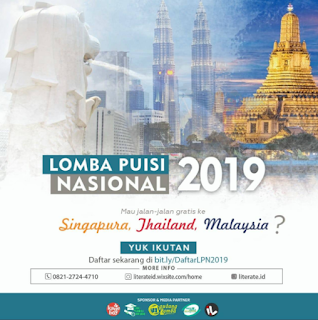 LOMBA PUISI
NASIONAL 2019
Mau jalan-jalan gratis ke
Singapura, Thailand, Malaysia ?
YUK IKUTAN
Daftar sekarang di bit.ly/DaftarLPN2019
MORE INFO
0821-2724-4710 literateid.wixsite.com/home literate.id
SPONSOR & MEDIA PARTNER